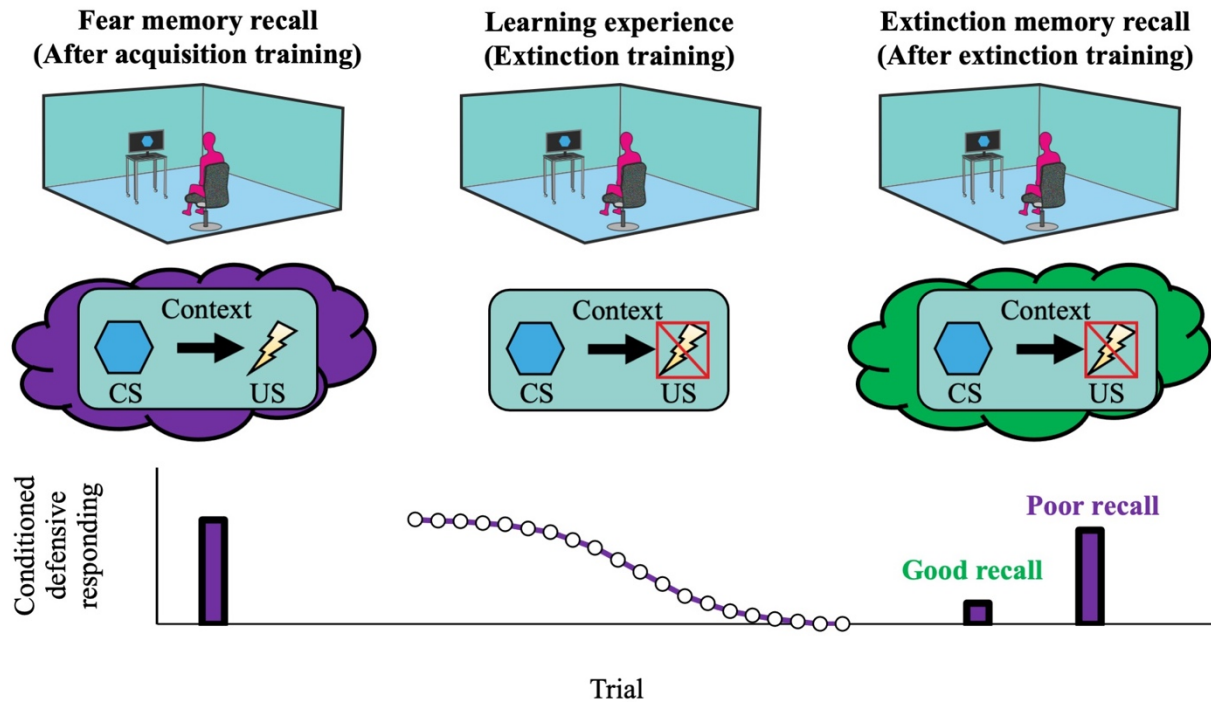 Fear memory recall
(After acquisition training)
Learning experience
(Extinction training)
Extinction memory recall
(After extinction training)
Context
CS
US
Context
CS
US
Context
CS
US
Conditioned
defensive
responding
Good recall
Poor recall
Trial